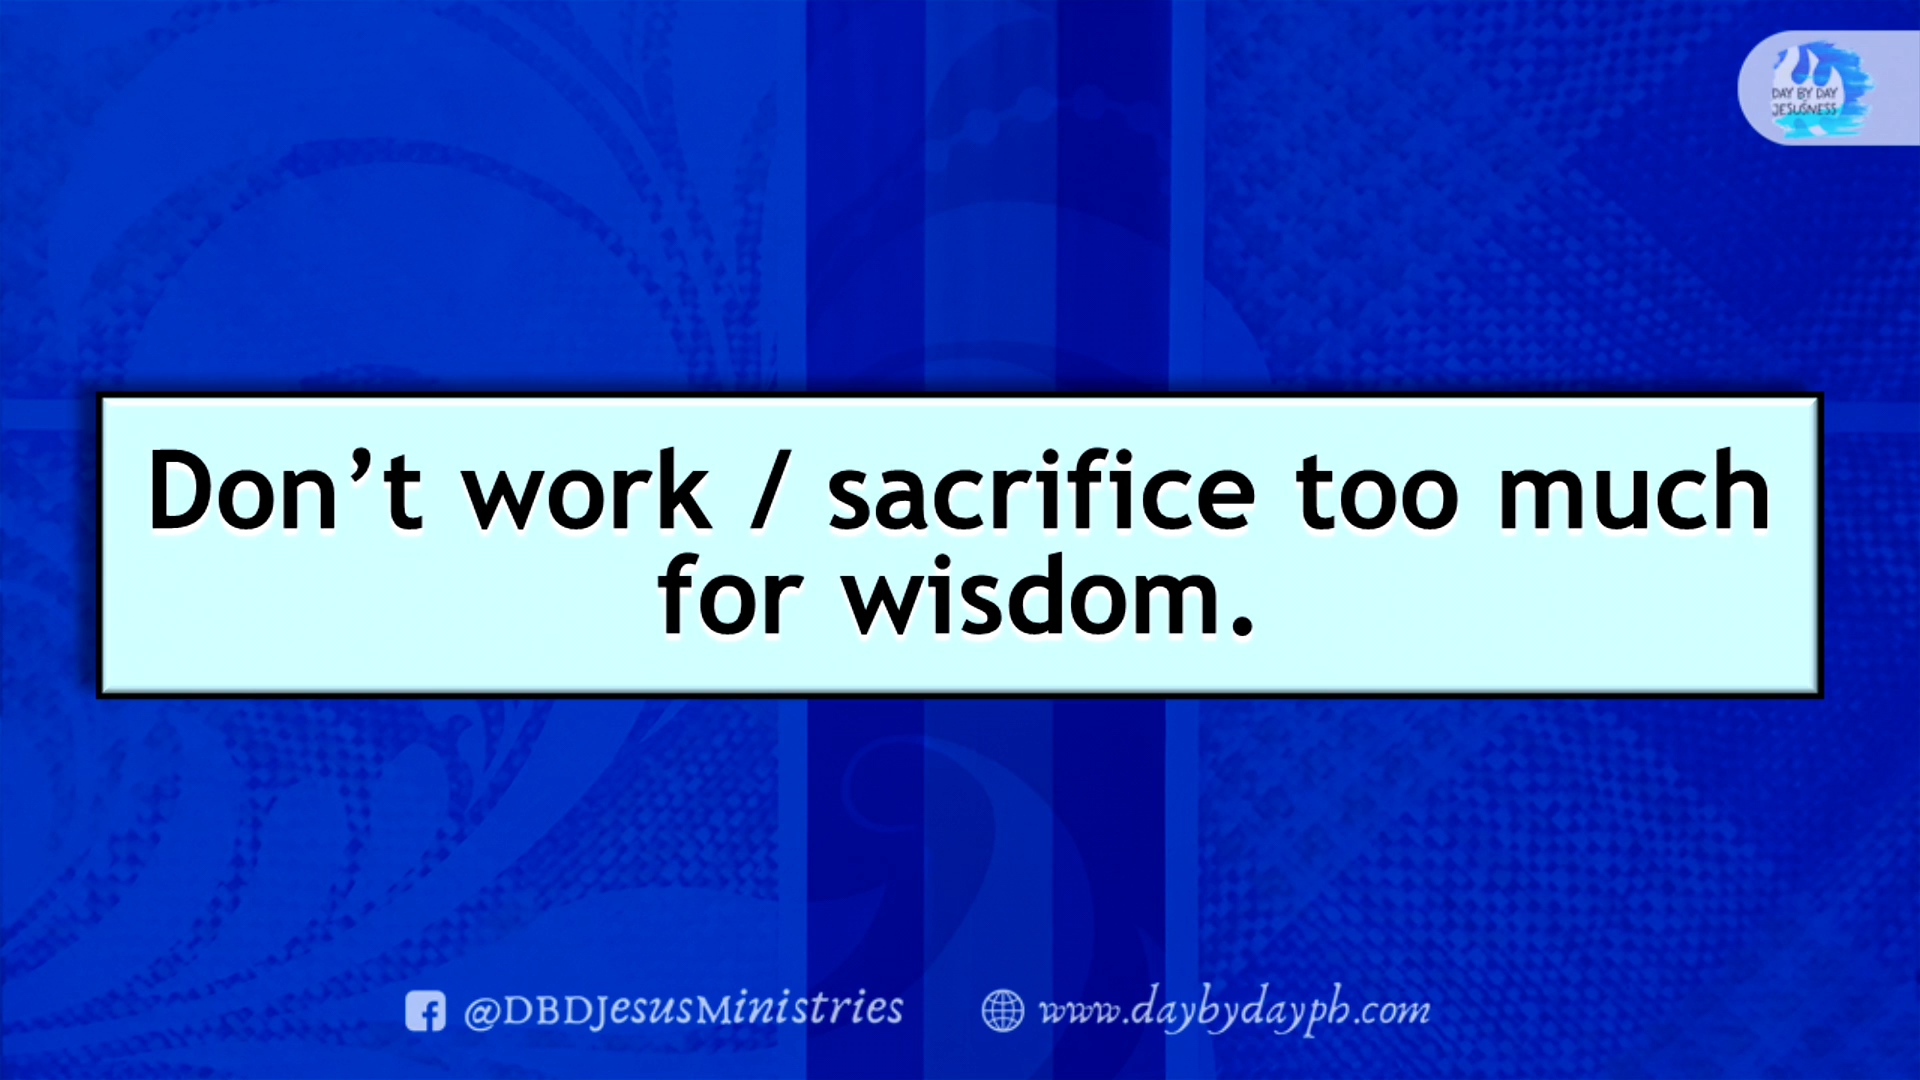 DAY BY DAY
JESUSNESS
Don’t work / sacrifice too much
for wisdom.
@DBDJesusMinistries
www.daybydayph.com